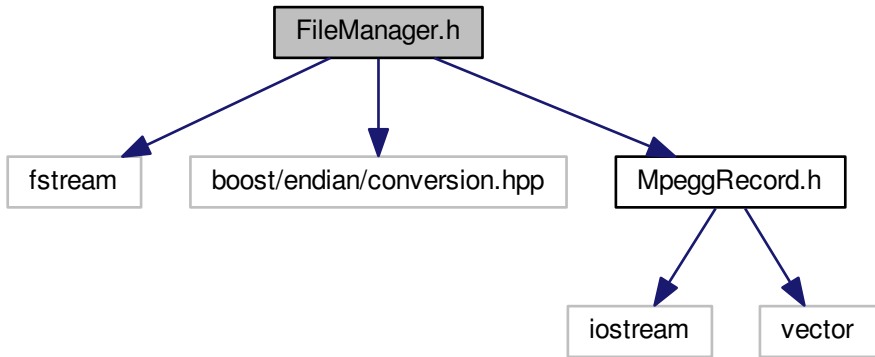 FileManager.h
fstream
boost/endian/conversion.hpp
MpeggRecord.h
iostream
vector